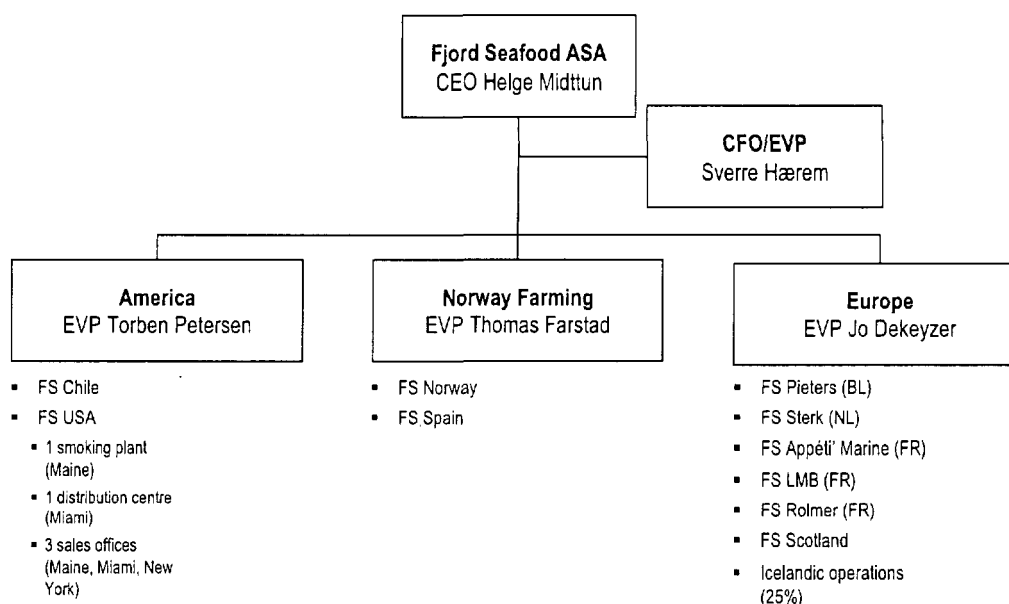 Fjord Seafood ASA
CEO Helge Midttun
CFO/EVP
Sverre Hærem
America
EVP Torben Petersen
Norway Farming
EVP Thomas Farstad
Europe
EVP Jo Dekeyzer
▪ FS Chile
▪ FS USA
▪ 1 smoking plant
(Maine)
▪ 1 distribution centre
(Miami)
▪ 3 sales offices
(Maine, Miami, New
York)
▪ FS Norway
▪ FS Spain
▪ FS Pieters (BL)
▪ FS Sterk (NL)
▪ FS Appéti' Marine (FR)
▪ FS LMB (FR)
▪ FS Rolmer (FR)
▪ FS Scotland
▪ Icelandic operations
(25%)